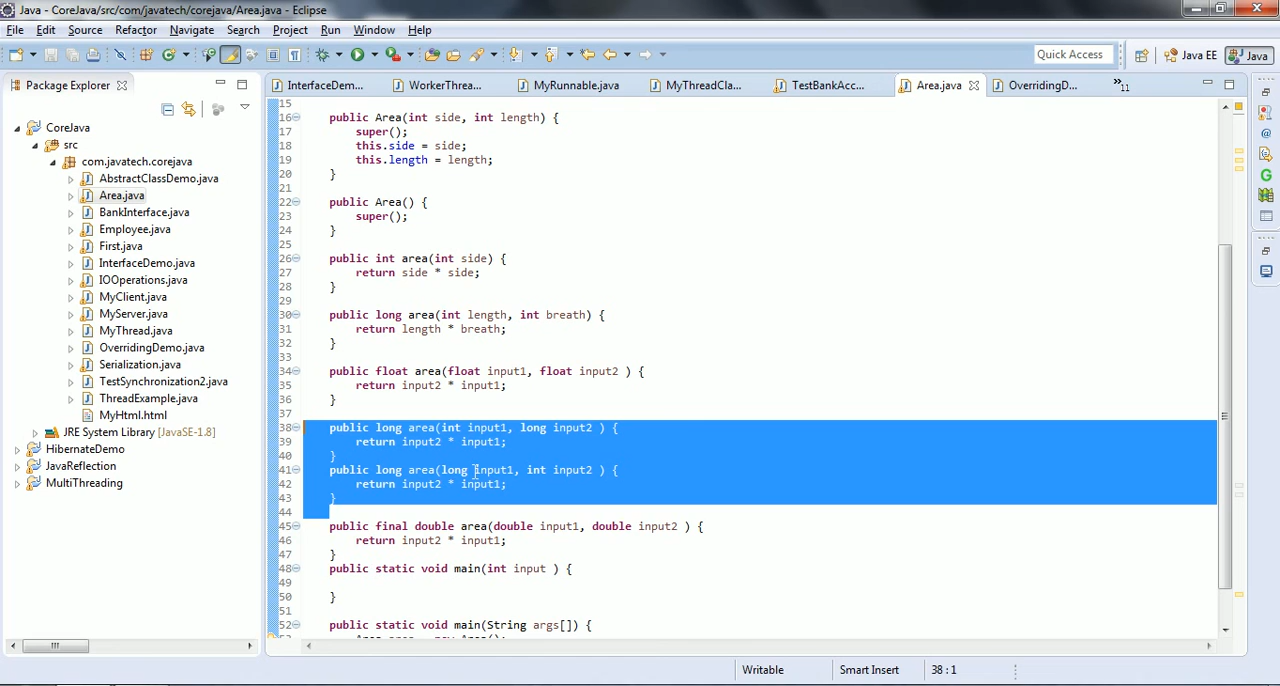 Java - CoreJava/src/com/javatech/corejava/Area.java - Eclipse
File Edit Source Refactor Navigate Search Project Run Window Help
Quick Access Java EE Java
Package Explorer
InterfaceDem... WorkerThrea... MyRunnable.java MyThreadCla... TestBankAcc... Area.java OverridingD... »11
CoreJava
src
com.javatech.corejava
AbstractClassDemo.java
Area.java
BankInterface.java
Employee.java
First.java
InterfaceDemo.java
IOOperations.java
MyClient.java
MyServer.java
MyThread.java
OverridingDemo.java
Serialization.java
TestSynchronization2.java
ThreadExample.java
MyHtml.html
JRE System Library [JavaSE-1.8]
HibernateDemo
JavaReflection
MultiThreading
15
16 public Area(int side, int length) {
17 super();
18 this.side = side;
19 this.length = length;
20 }
21
22 public Area() {
23 super();
24 }
25
26 public int area(int side) {
27 return side * side;
28 }
29
30 public long area(int length, int breath) {
31 return length * breath;
32 }
33
34 public float area(float input1, float input2 ) {
35 return input2 * input1;
36 }
37
38 public long area(int input1, long input2 ) {
39 return input2 * input1;
40 }
41 public long area(long input1, int input2 ) {
42 return input2 * input1;
43 }
44
45 public final double area(double input1, double input2 ) {
46 return input2 * input1;
47 }
48 public static void main(int input ) {
49
50 }
51
52 public static void main(String args[]) {
53 Area area = new Area();
Writable Smart Insert 38 : 1